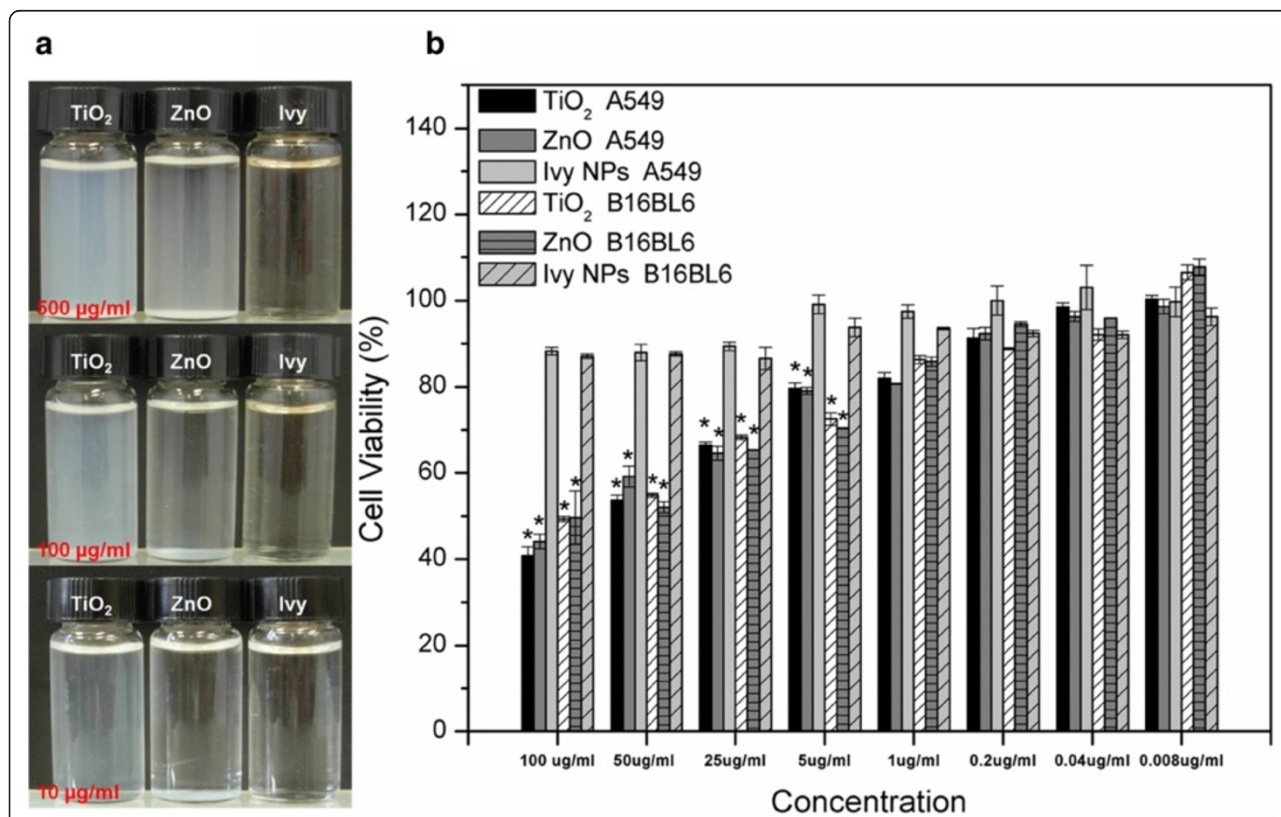 a
TiO₂ ZnO Ivy
500 µg/ml
TiO₂ ZnO Ivy
100 µg/ml
TiO₂ ZnO Ivy
10 µg/ml
b
TiO₂ A549
ZnO A549
Ivy NPs A549
TiO₂ B16BL6
ZnO B16BL6
Ivy NPs B16BL6
Cell Viability (%)
140
120
100
80
60
40
20
0
* * * *
* * * *
* * * *
* * * *
100 ug/ml 50ug/ml 25ug/ml 5ug/ml 1ug/ml 0.2ug/ml 0.04ug/ml 0.008ug/ml
Concentration